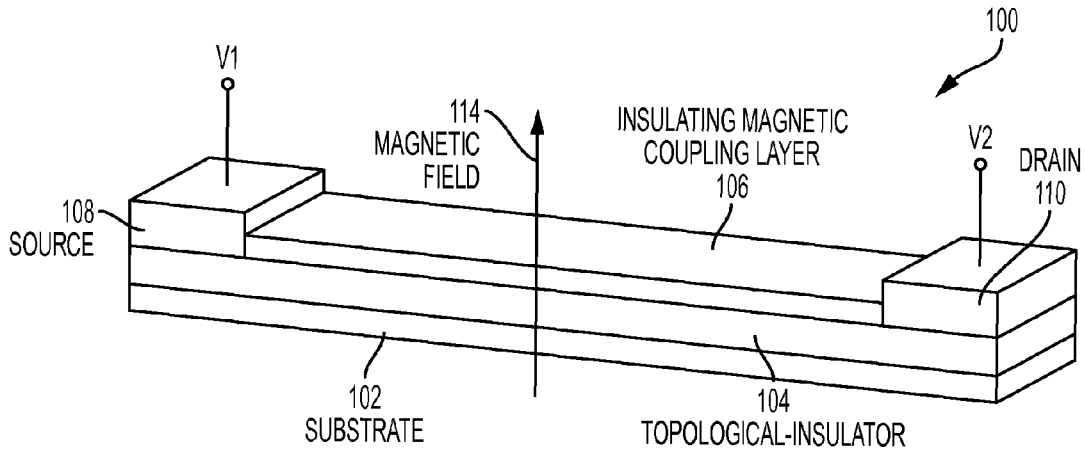 100
V1
114
MAGNETIC
FIELD
INSULATING MAGNETIC
COUPLING LAYER
106
V2
DRAIN
110
108
SOURCE
102
SUBSTRATE
104
TOPOLOGICAL-INSULATOR